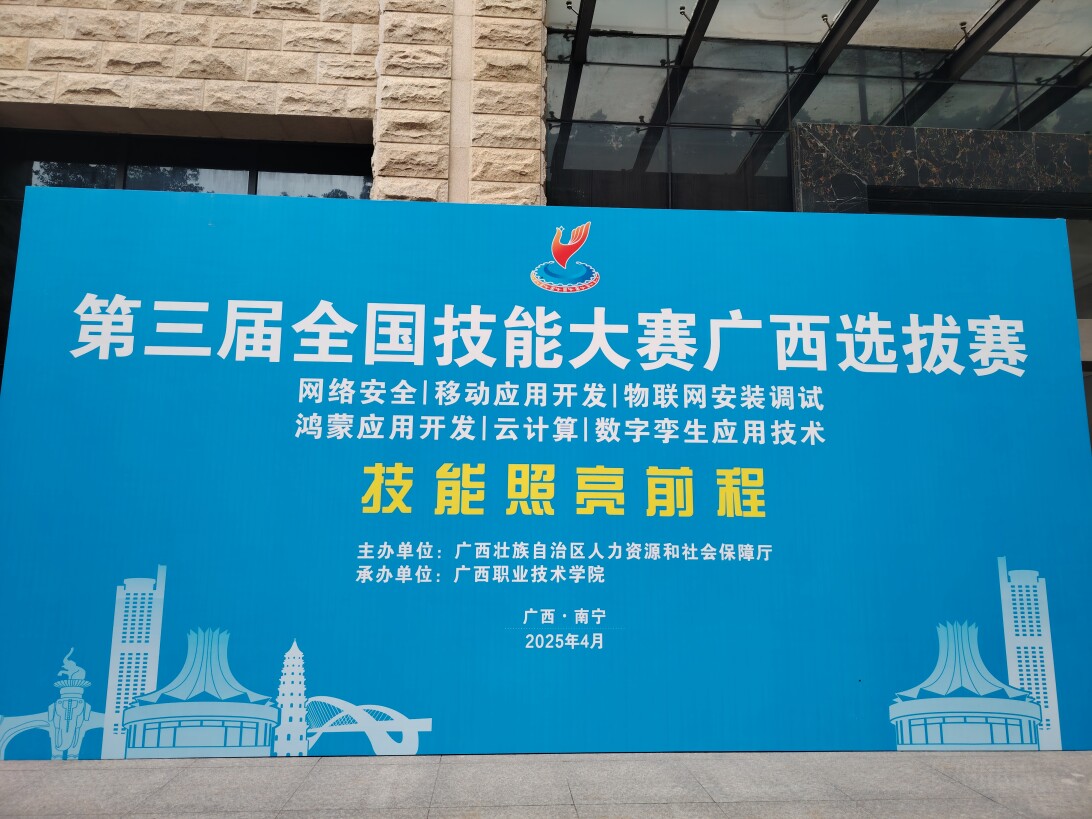 第三届全国技能大赛广西选拔赛
网络安全|移动应用开发|物联网安装调试
鸿蒙应用开发|云计算|数字孪生应用技术
技能照亮前程
主办单位：广西壮族自治区人力资源和社会保障厅
承办单位：广西职业技术学院
广西·南宁
2025年4月